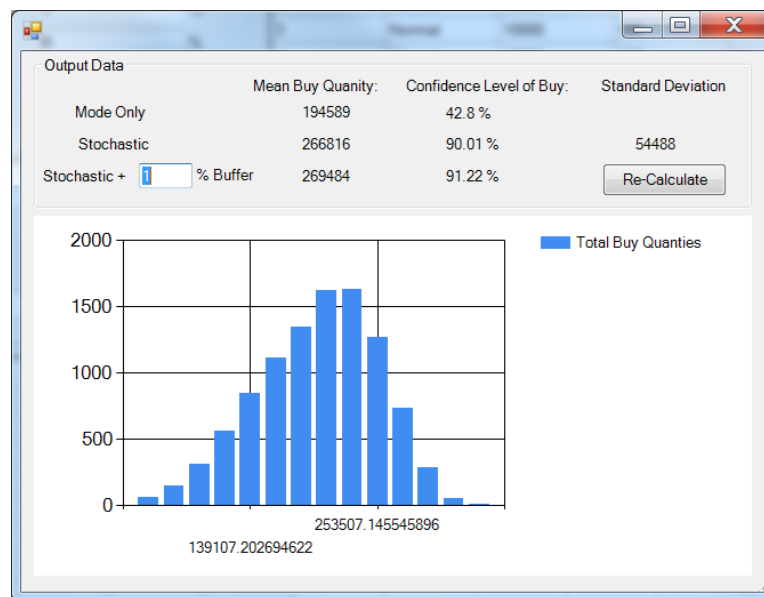 Output Data
Mean Buy Quanity: Confidence Level of Buy: Standard Deviation
Mode Only 194589 42.8 %
Stochastic 266816 90.01 % 54488
Stochastic + 1 % Buffer 269484 91.22 % Re-Calculate
2000
1500
1000
500
0
Total Buy Quanties
253507.145545896
139107.202694622